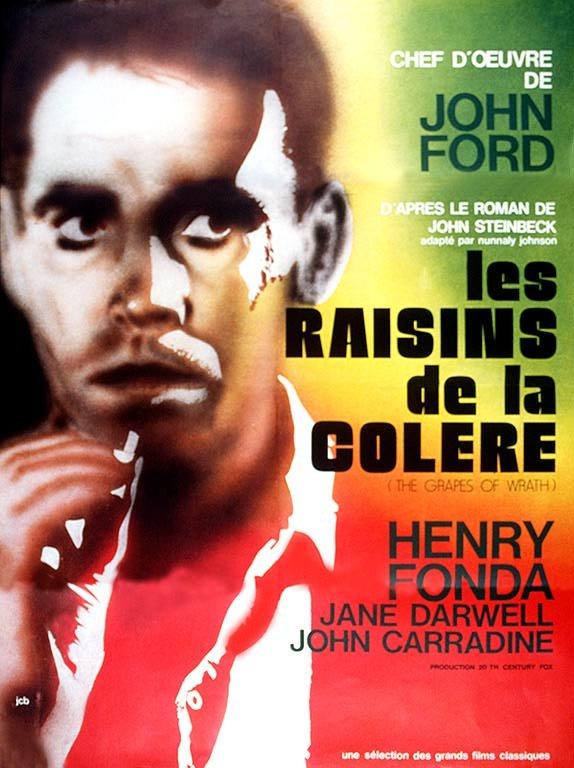 CHEF D'ŒUVRE
DE
JOHN
FORD
D'APRES LE ROMAN DE
JOHN STEINBECK
adapté par nunnaly johnson
les
RAISINS
de la
COLERE
(THE GRAPES OF WRATH)
HENRY
FONDA
JANE DARWELL
JOHN CARRADINE
PRODUCTION 20 TH CENTURY FOX
jcb
une sélection des grands films classiques